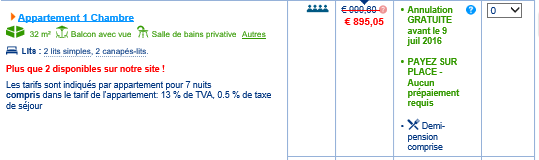 Appartement 1 Chambre
32 m² Balcon avec vue Salle de bains privative Autres
Lits : 2 lits simples, 2 canapés-lits.
Plus que 2 disponibles sur notre site !
Les tarifs sont indiqués par appartement pour 7 nuits
compris dans le tarif de l'appartement: 13 % de TVA, 0.5 % de taxe
de séjour
€ 895,05
• Annulation
GRATUITE
avant le 9
juil 2016
• PAYEZ SUR
PLACE -
Aucun
prépaiement
requis
• Demi-
pension
comprise
0